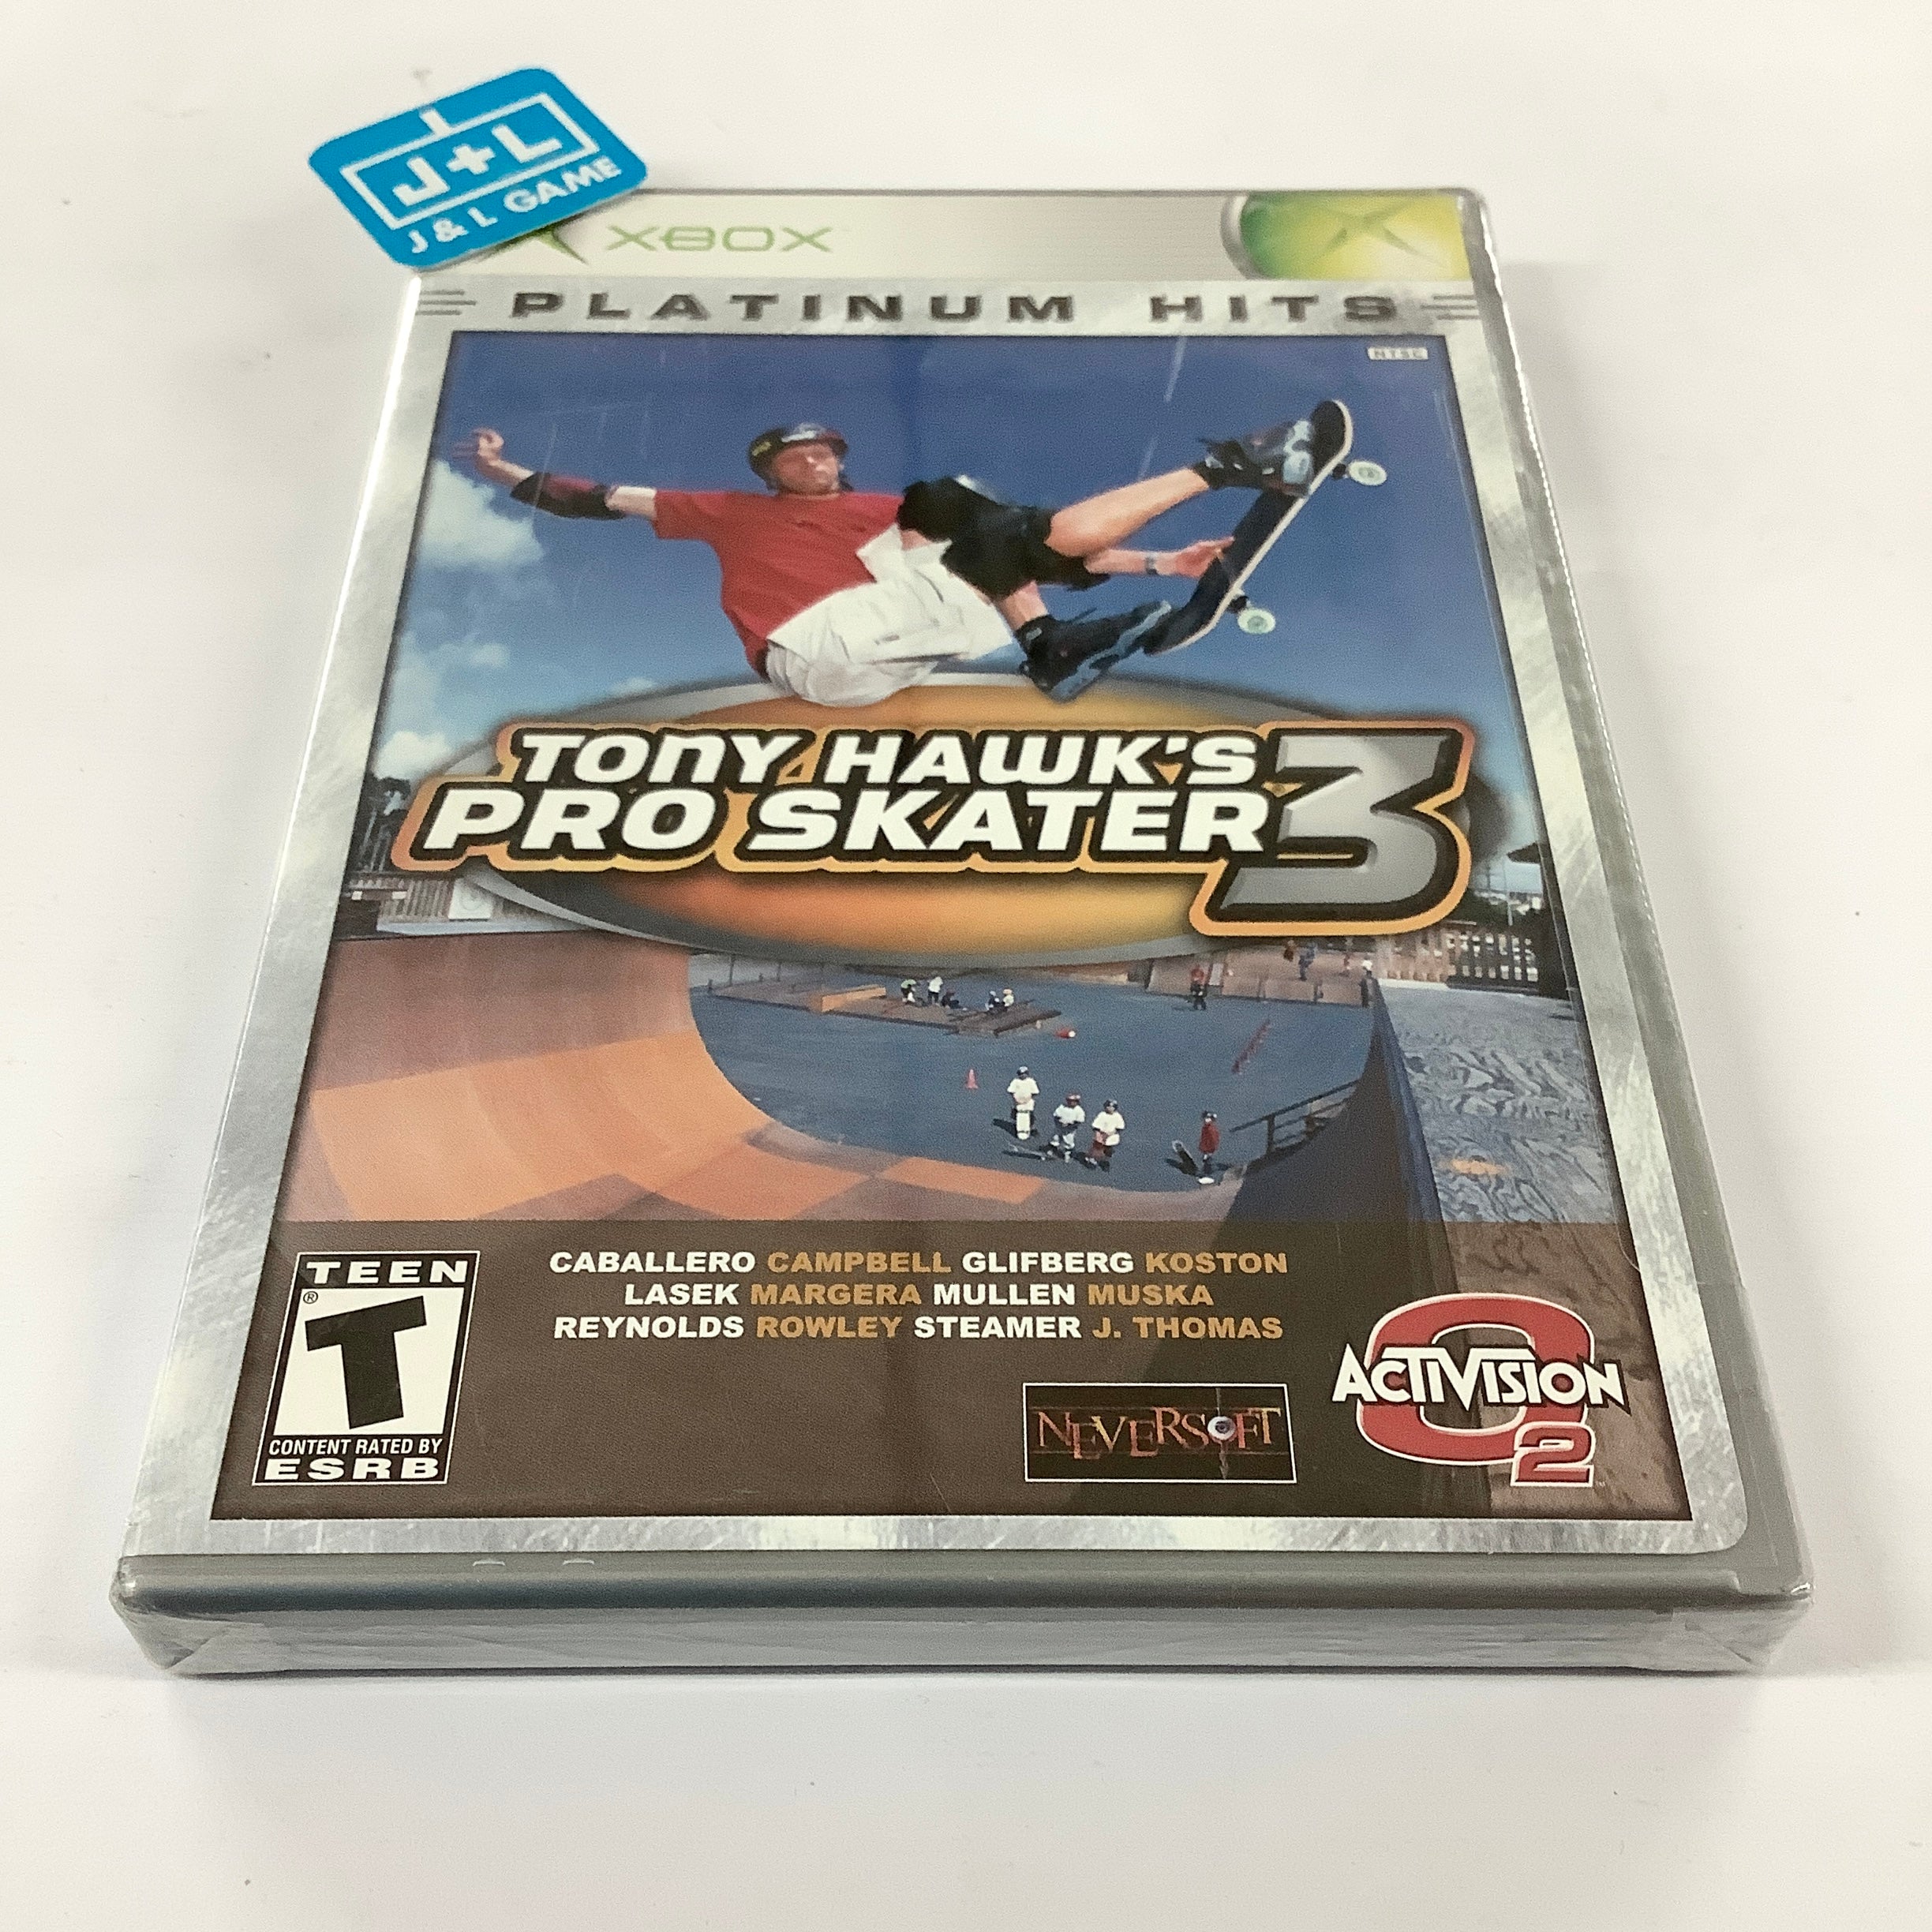 J+L
J & L GAME
XBOX
PLATINUM HITS
NTSC
TONY HAWK'S
PRO SKATER 3
CABALLERO CAMPBELL GLIFBERG KOSTON
LASEK MARGERA MULLEN MUSKA
REYNOLDS ROWLEY STEAMER J. THOMAS
TEEN
T
®
CONTENT RATED BY
ESRB
NEVERSOFT
ACTIVISION
O2